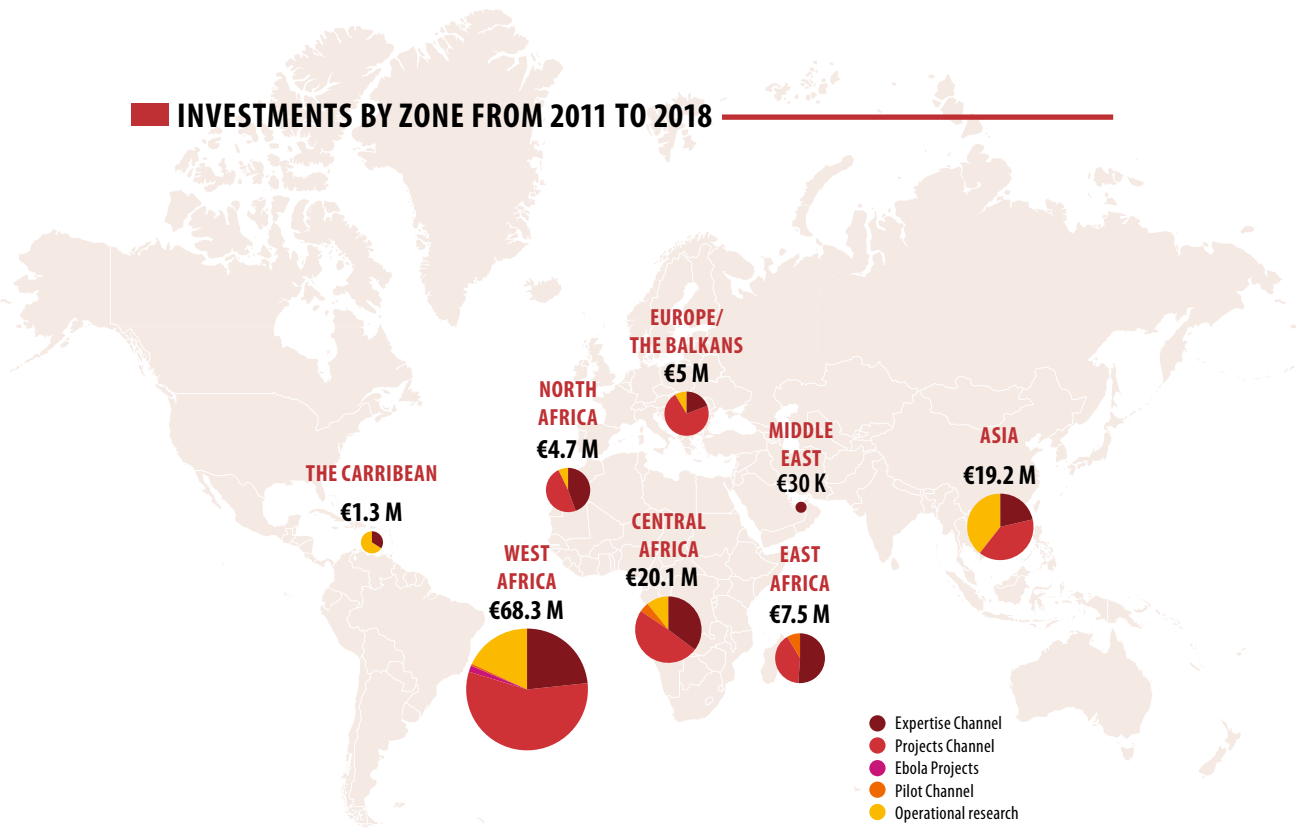 INVESTMENTS BY ZONE FROM 2011 TO 2018
EUROPE/
THE BALKANS
€5 M
NORTH
AFRICA
€4.7 M
MIDDLE
EAST
€30 K
ASIA
€19.2 M
THE CARRIBEAN
€1.3 M
WEST
AFRICA
€68.3 M
CENTRAL
AFRICA
€20.1 M
EAST
AFRICA
€7.5 M
Expertise Channel
Projects Channel
Ebola Projects
Pilot Channel
Operational research